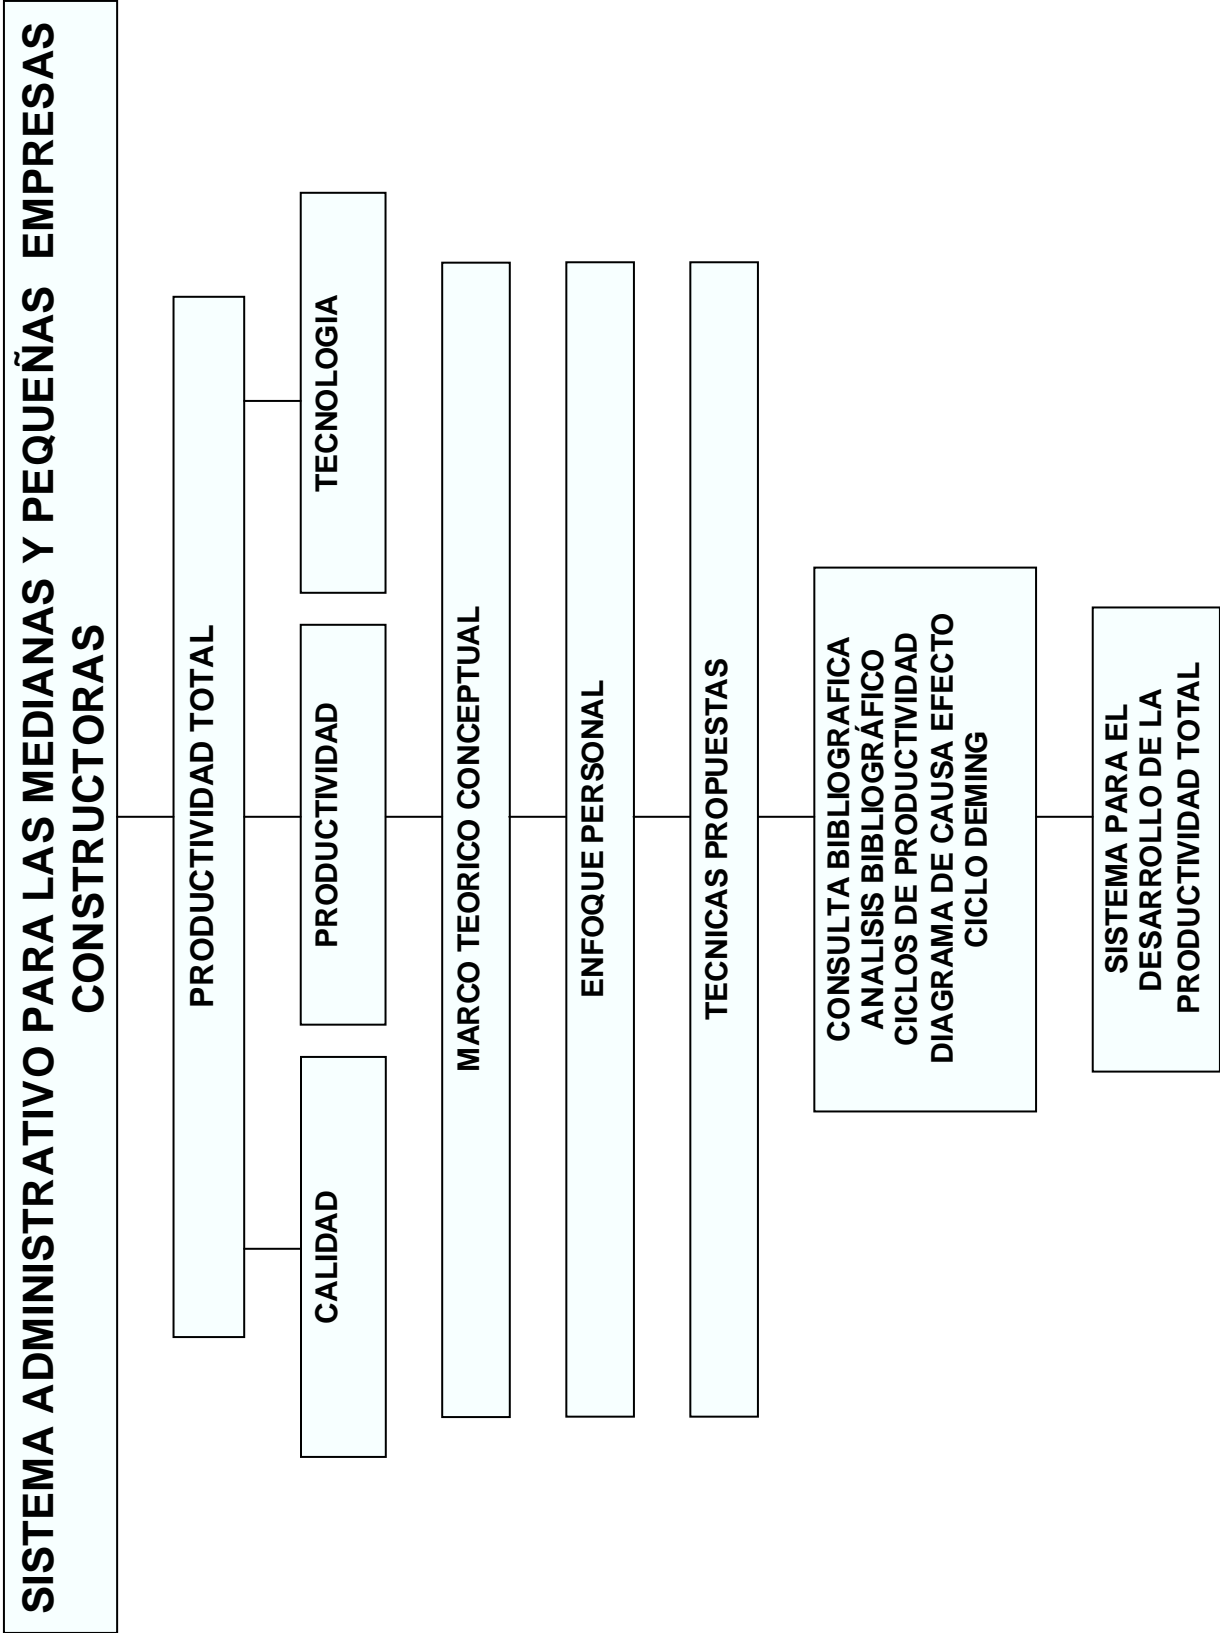 SISTEMA ADMINISTRATIVO PARA LAS MEDIANAS Y PEQUEÑAS EMPRESAS
CONSTRUCTORAS
PRODUCTIVIDAD TOTAL
CALIDAD
PRODUCTIVIDAD
TECNOLOGIA
MARCO TEORICO CONCEPTUAL
ENFOQUE PERSONAL
TECNICAS PROPUESTAS
CONSULTA BIBLIOGRAFICA
ANALISIS BIBLIOGRÁFICO
CICLOS DE PRODUCTIVIDAD
DIAGRAMA DE CAUSA EFECTO
CICLO DEMING
SISTEMA PARA EL
DESARROLLO DE LA
PRODUCTIVIDAD TOTAL